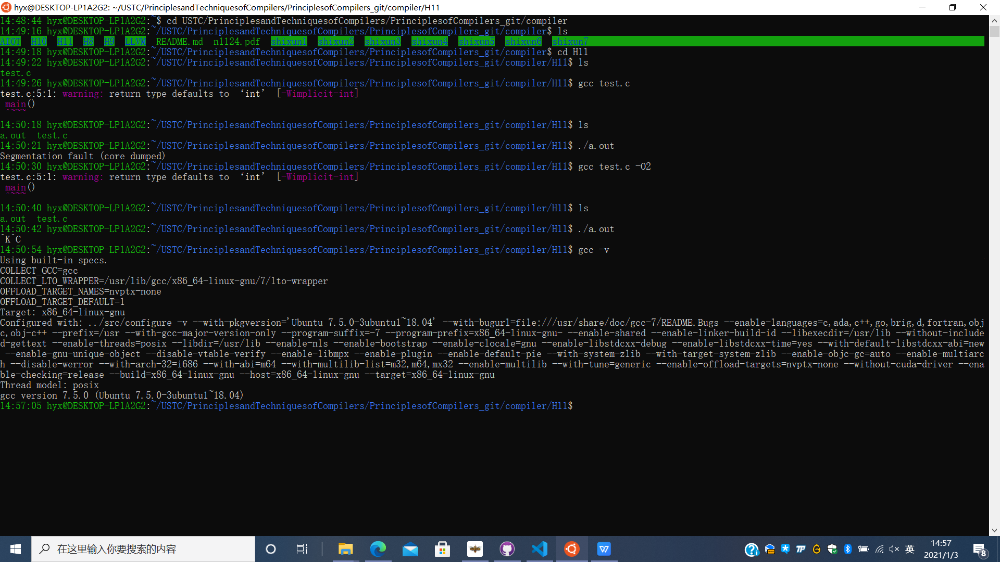 hyx@DESKTOP-LP1A2G2: ~/USTC/PrinciplesandTechniquesofCompilers/PrinciplesofCompilers_git/compiler/H11
14:48:44 hyx@DESKTOP-LP1A2G2:~$ cd USTC/PrinciplesandTechniquesofCompilers/PrinciplesofCompilers_git/compiler
14:49:16 hyx@DESKTOP-LP1A2G2:~/USTC/PrinciplesandTechniquesofCompilers/PrinciplesofCompilers_git/compiler$ ls
AIOT  H10  H11  H8  H9  LLVM  README.md  n1124.pdf  shixun1  shixun2  shixun3  shixun4  shixun5  shixun6  shixun7
14:49:18 hyx@DESKTOP-LP1A2G2:~/USTC/PrinciplesandTechniquesofCompilers/PrinciplesofCompilers_git/compiler$ cd H11
14:49:22 hyx@DESKTOP-LP1A2G2:~/USTC/PrinciplesandTechniquesofCompilers/PrinciplesofCompilers_git/compiler/H11$ ls
test.c
14:49:26 hyx@DESKTOP-LP1A2G2:~/USTC/PrinciplesandTechniquesofCompilers/PrinciplesofCompilers_git/compiler/H11$ gcc test.c
test.c:5:1: warning: return type defaults to ‘int’ [-Wimplicit-int]
 main()
 ^~~~
14:50:18 hyx@DESKTOP-LP1A2G2:~/USTC/PrinciplesandTechniquesofCompilers/PrinciplesofCompilers_git/compiler/H11$ ls
a.out  test.c
14:50:21 hyx@DESKTOP-LP1A2G2:~/USTC/PrinciplesandTechniquesofCompilers/PrinciplesofCompilers_git/compiler/H11$ ./a.out
Segmentation fault (core dumped)
14:50:30 hyx@DESKTOP-LP1A2G2:~/USTC/PrinciplesandTechniquesofCompilers/PrinciplesofCompilers_git/compiler/H11$ gcc test.c -O2
test.c:5:1: warning: return type defaults to ‘int’ [-Wimplicit-int]
 main()
 ^~~~
14:50:40 hyx@DESKTOP-LP1A2G2:~/USTC/PrinciplesandTechniquesofCompilers/PrinciplesofCompilers_git/compiler/H11$ ls
a.out  test.c
14:50:42 hyx@DESKTOP-LP1A2G2:~/USTC/PrinciplesandTechniquesofCompilers/PrinciplesofCompilers_git/compiler/H11$ ./a.out
^K^C
14:50:54 hyx@DESKTOP-LP1A2G2:~/USTC/PrinciplesandTechniquesofCompilers/PrinciplesofCompilers_git/compiler/H11$ gcc -v
Using built-in specs.
COLLECT_GCC=gcc
COLLECT_LTO_WRAPPER=/usr/lib/gcc/x86_64-linux-gnu/7/lto-wrapper
OFFLOAD_TARGET_NAMES=nvptx-none
OFFLOAD_TARGET_DEFAULT=1
Target: x86_64-linux-gnu
Configured with: ../src/configure -v --with-pkgversion='Ubuntu 7.5.0-3ubuntu1~18.04' --with-bugurl=file:///usr/share/doc/gcc-7/README.Bugs --enable-languages=c,ada,c++,go,brig,d,fortran,obj
c,obj-c++ --prefix=/usr --with-gcc-major-version-only --program-suffix=-7 --program-prefix=x86_64-linux-gnu- --enable-shared --enable-linker-build-id --libexecdir=/usr/lib --without-include
d-gettext --enable-threads=posix --libdir=/usr/lib --enable-nls --enable-bootstrap --enable-clocale=gnu --enable-libstdcxx-debug --enable-libstdcxx-time=yes --with-default-libstdcxx-abi=new
 --enable-gnu-unique-object --disable-vtable-verify --enable-libmpx --enable-plugin --enable-default-pie --with-system-zlib --with-target-system-zlib --enable-objc-gc=auto --enable-multiarc
h --disable-werror --with-arch-32=i686 --with-abi=m64 --with-multilib-list=m32,m64,mx32 --enable-multilib --with-tune=generic --enable-offload-targets=nvptx-none --without-cuda-driver --ena
ble-checking=release --build=x86_64-linux-gnu --host=x86_64-linux-gnu --target=x86_64-linux-gnu
Thread model: posix
gcc version 7.5.0 (Ubuntu 7.5.0-3ubuntu1~18.04)
14:57:05 hyx@DESKTOP-LP1A2G2:~/USTC/PrinciplesandTechniquesofCompilers/PrinciplesofCompilers_git/compiler/H11$
在这里输入你要搜索的内容
英
14:57
2021/1/3
8